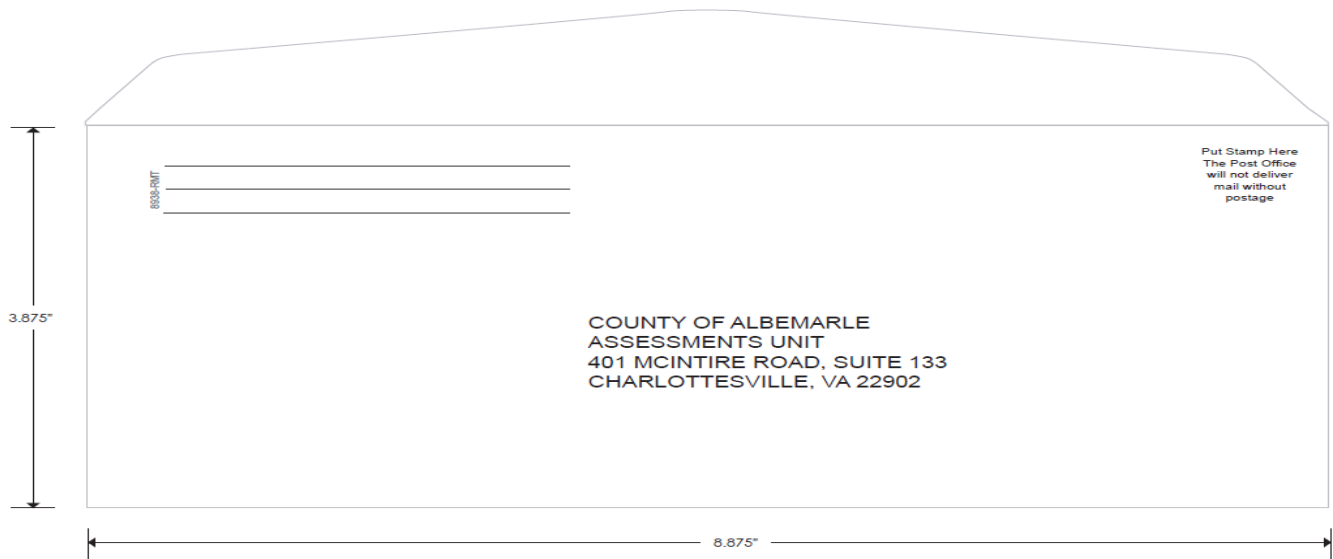 8938-RMT
Put Stamp Here
The Post Office
will not deliver
mail without
postage
3.875"
COUNTY OF ALBEMARLE
ASSESSMENTS UNIT
401 MCINTIRE ROAD, SUITE 133
CHARLOTTESVILLE, VA 22902
8.875"